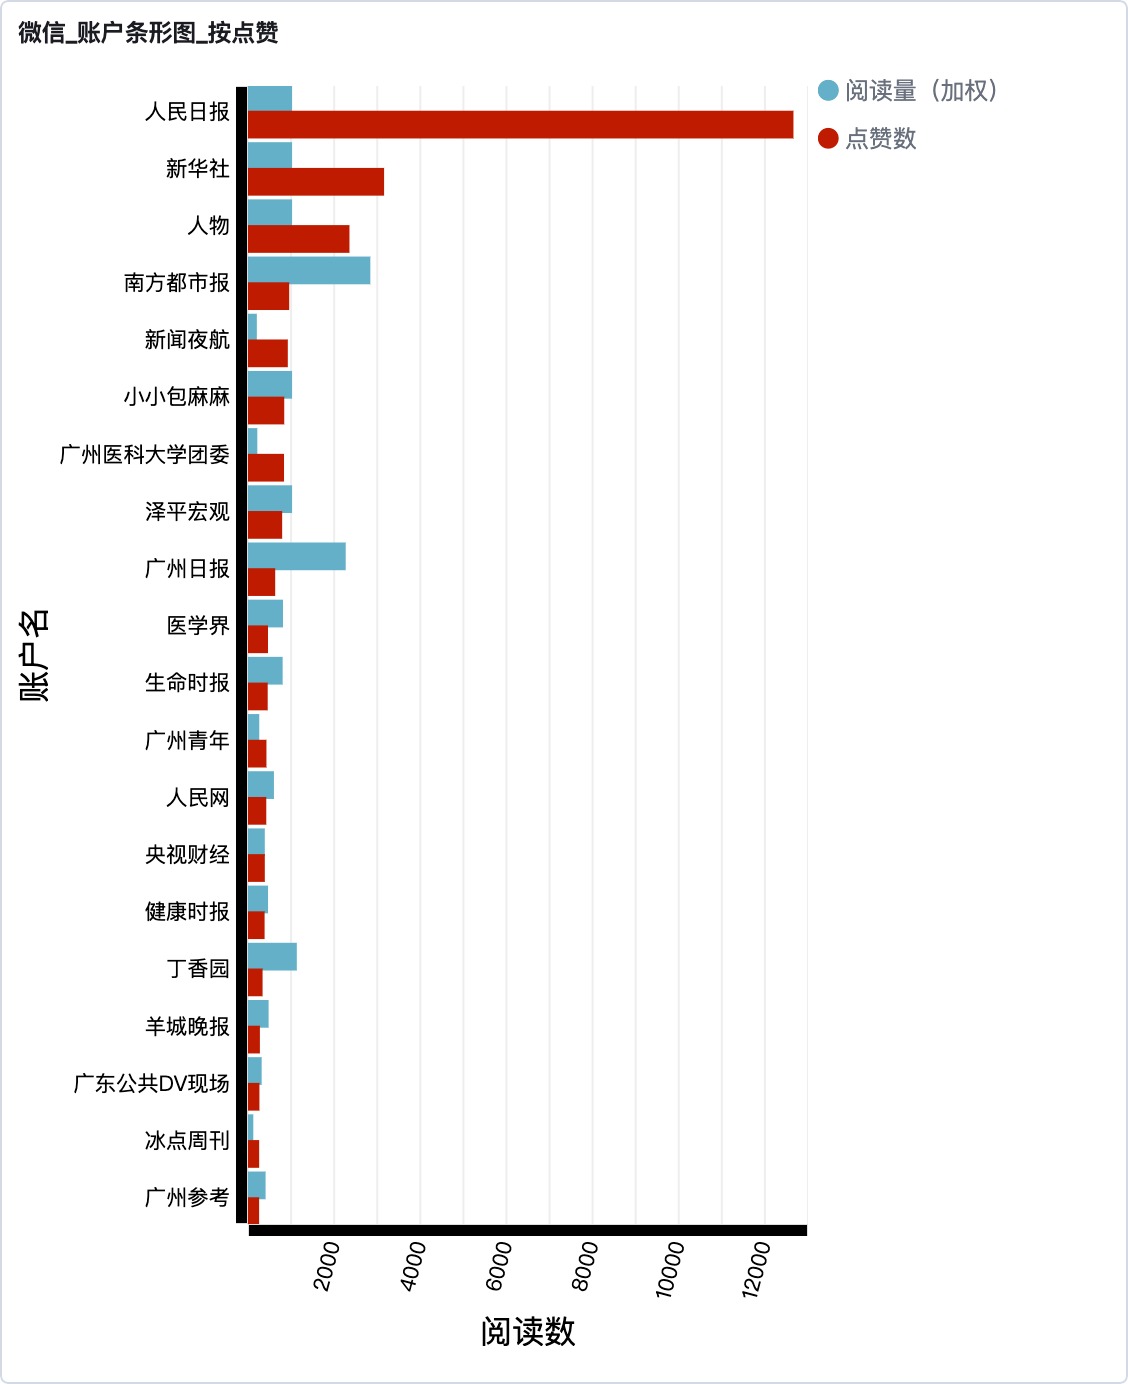 微信_账户条形图_按点赞
阅读量（加权）
点赞数
人民日报
新华社
人物
南方都市报
新闻夜航
小小包麻麻
广州医科大学团委
泽平宏观
广州日报
医学界
生命时报
广州青年
人民网
央视财经
健康时报
丁香园
羊城晚报
广东公共DV现场
冰点周刊
广州参考
账户名
2000
4000
6000
8000
10000
12000
阅读数